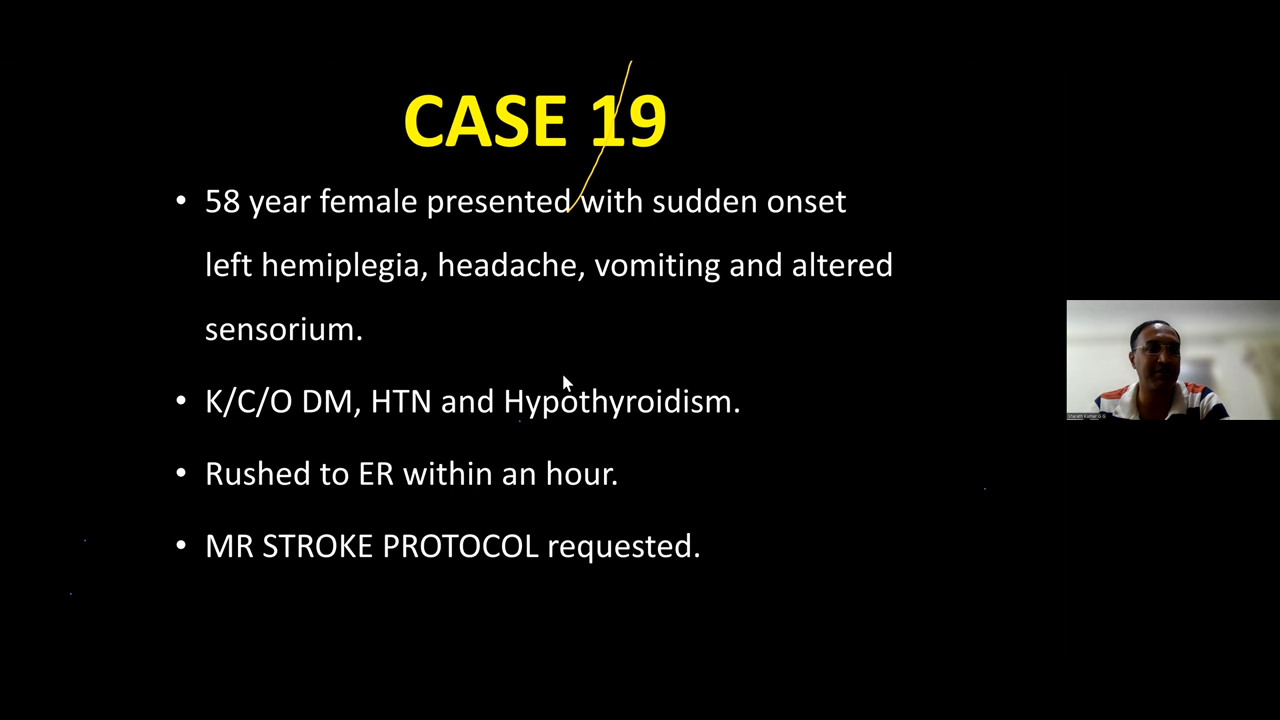 CASE 19
• 58 year female presented with sudden onset
left hemiplegia, headache, vomiting and altered
sensorium.
• K/C/O DM, HTN and Hypothyroidism.
• Rushed to ER within an hour.
• MR STROKE PROTOCOL requested.